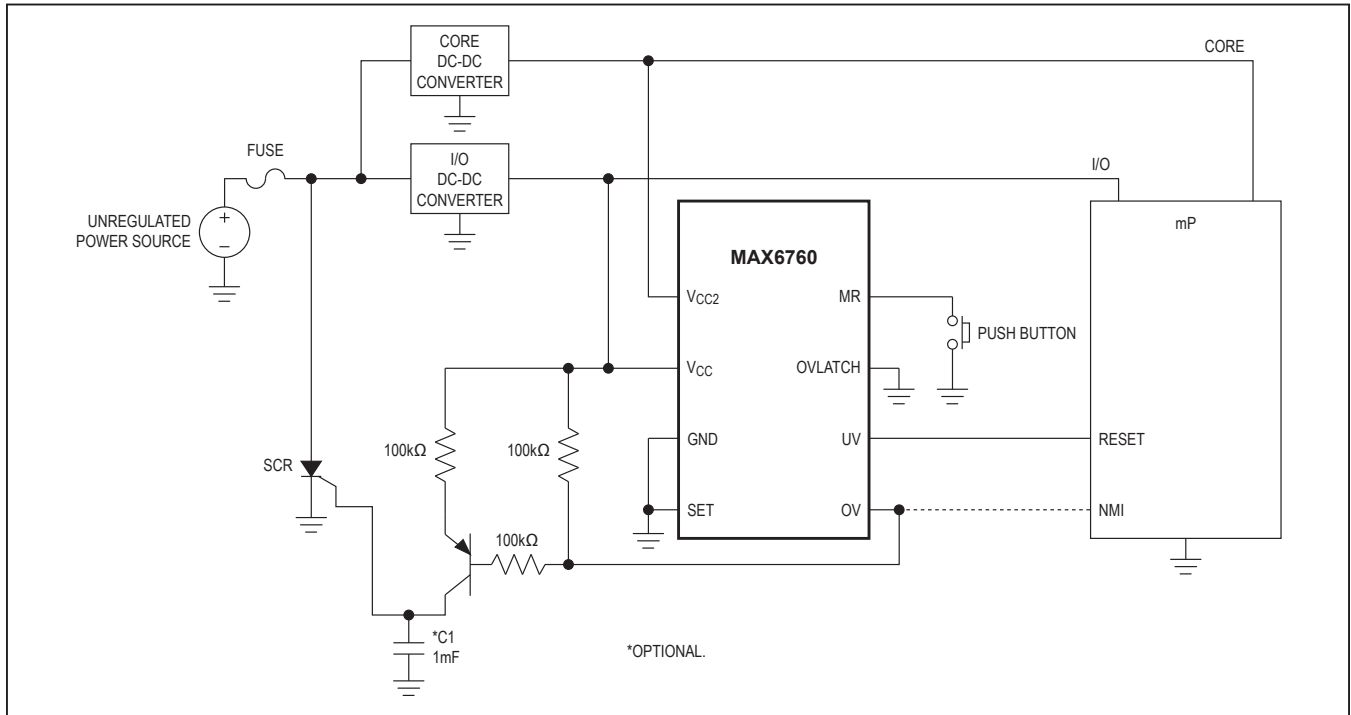 CORE
DC-DC
CONVERTER
CORE
FUSE
I/O
DC-DC
CONVERTER
I/O
UNREGULATED
POWER SOURCE
+
−
mP
MAX6760
VCC2
MR
PUSH BUTTON
VCC
OVLATCH
100kΩ
100kΩ
GND
UV
RESET
SCR
SET
OV
NMI
100kΩ
*C1
1mF
*OPTIONAL.